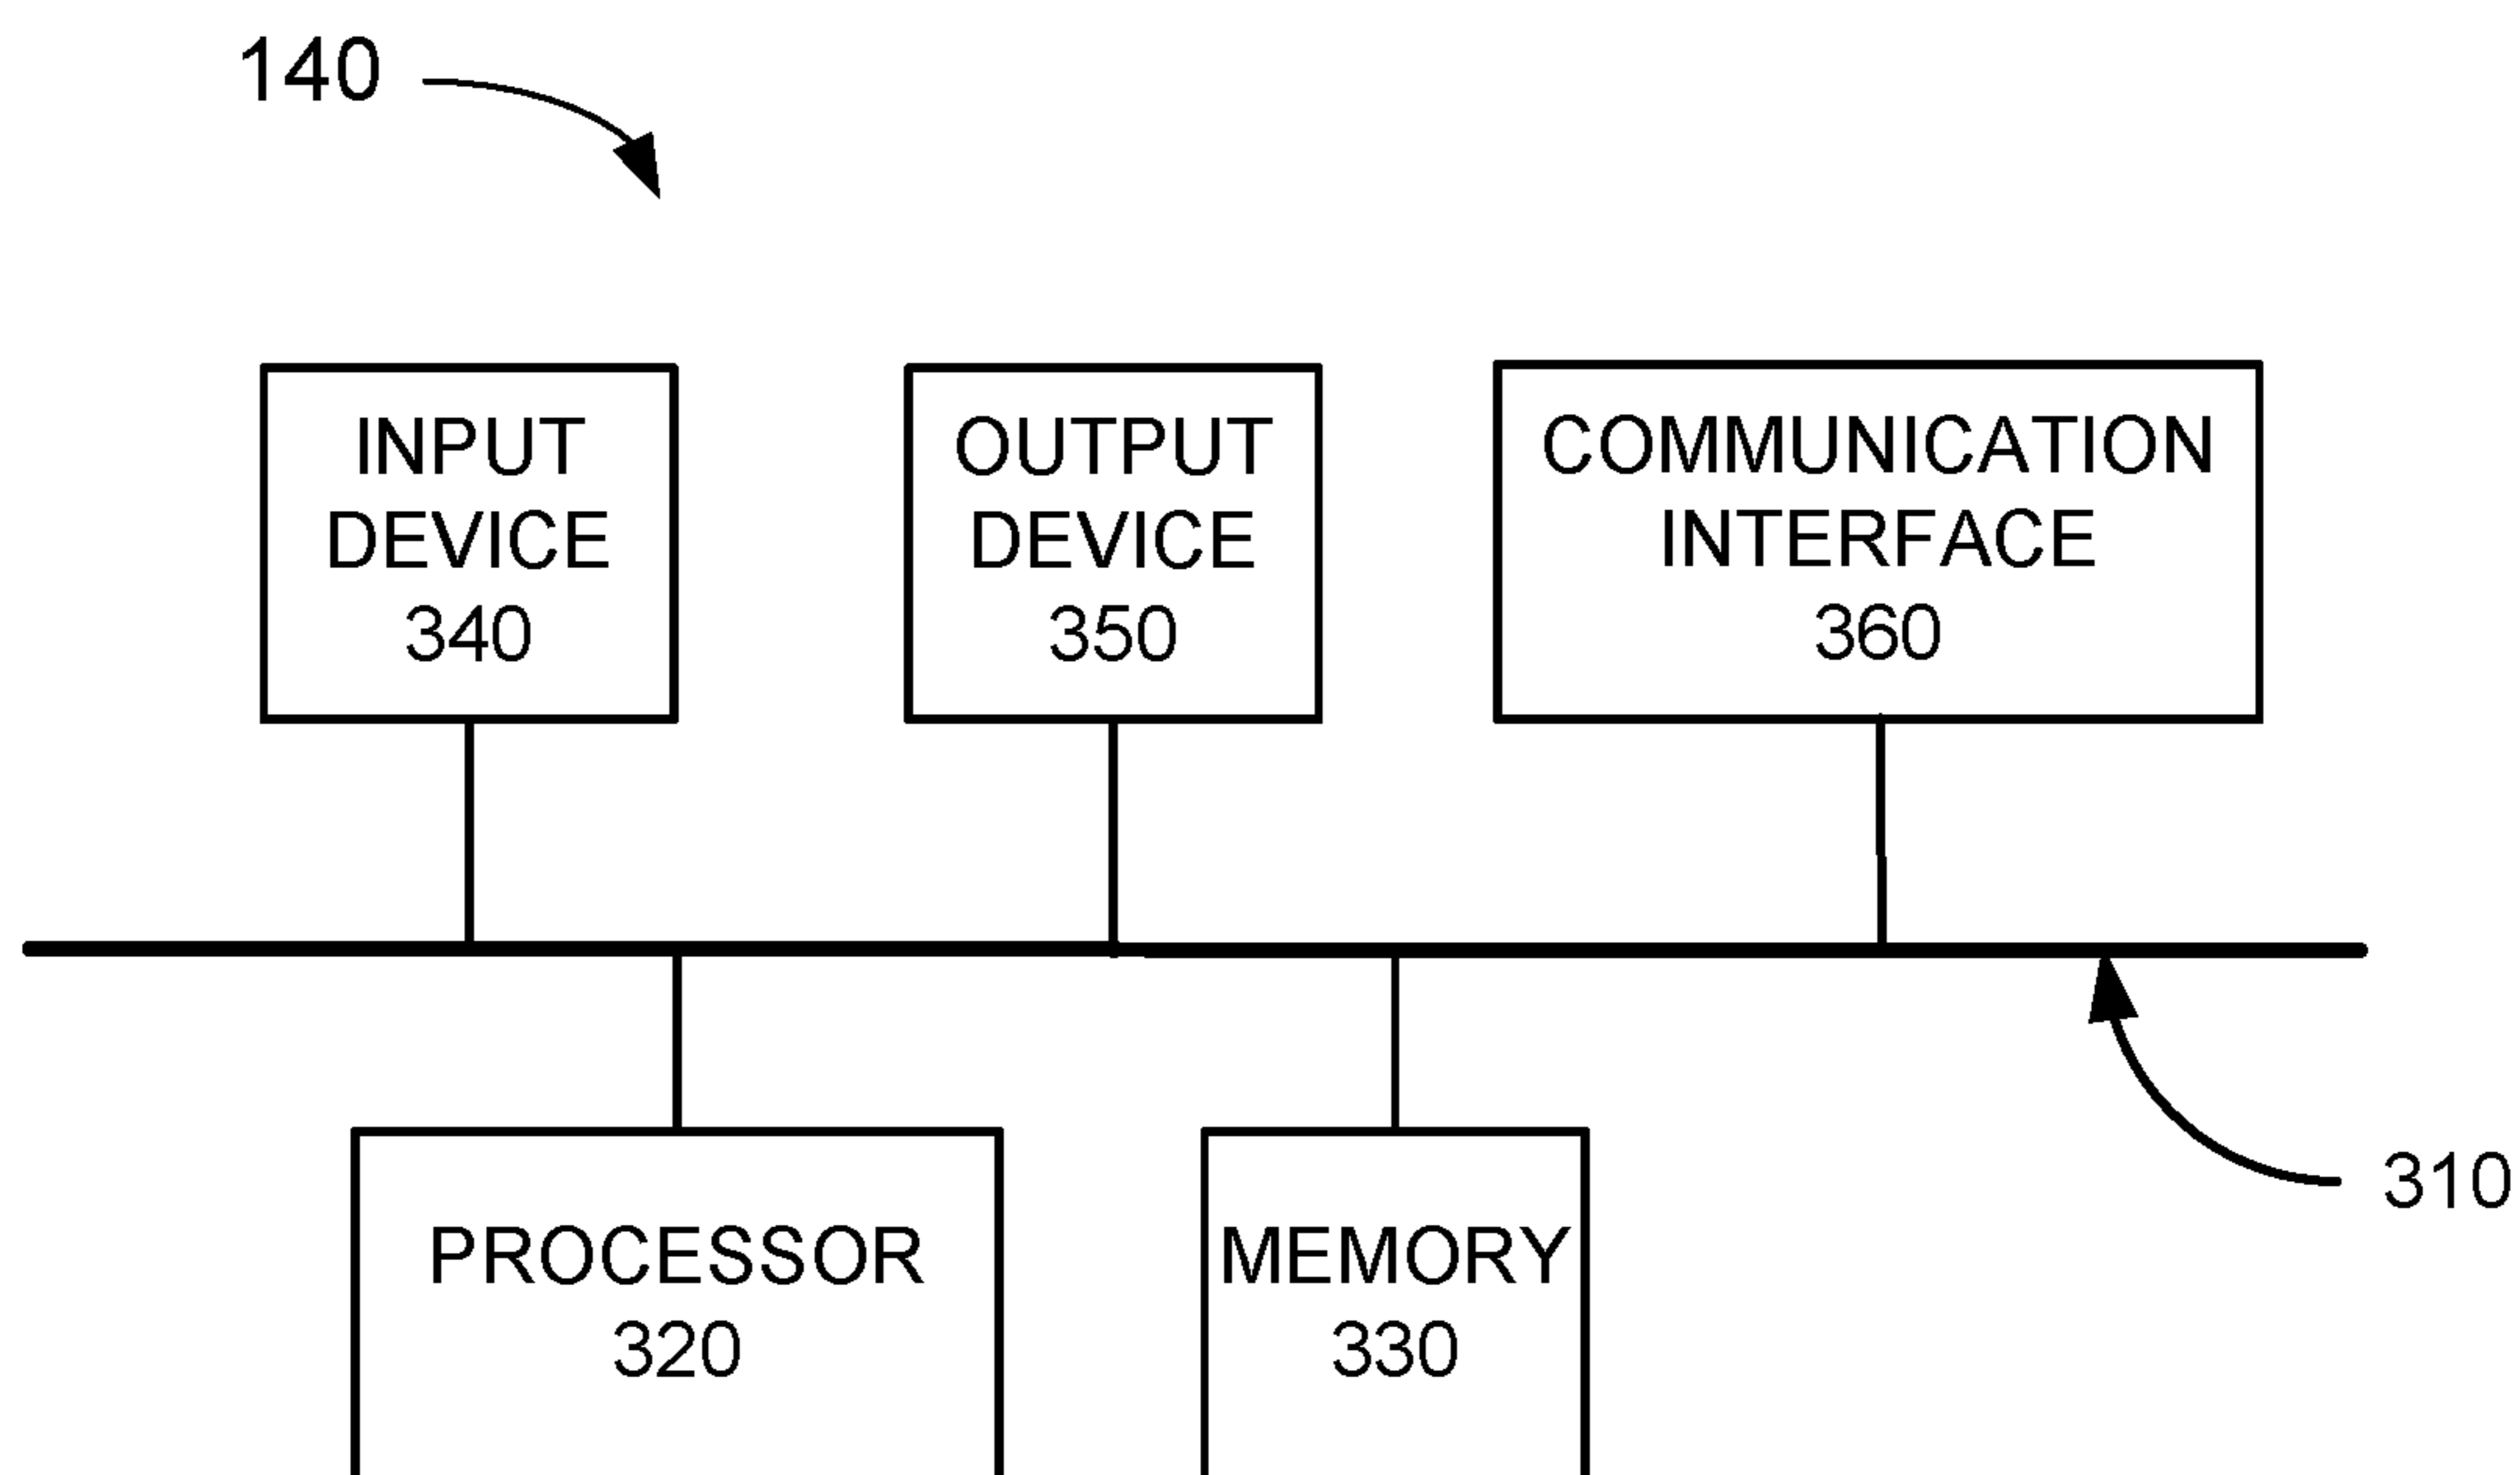 140
INPUT
DEVICE
340
OUTPUT
DEVICE
350
COMMUNICATION
INTERFACE
360
310
PROCESSOR
320
MEMORY
330